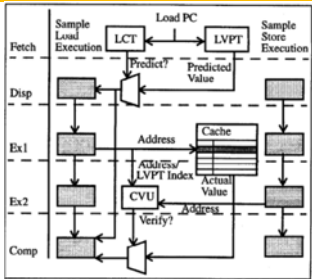 Sample
Load
Execution
Load PC
Sample
Store
Execution
LCT
LVPT
Fetch
Predict?
Predicted
Value
Disp
Ex1
Address
Cache
Address/
LVPT Index
Actual
Value
Ex2
CVU
Address
Verify?
Comp